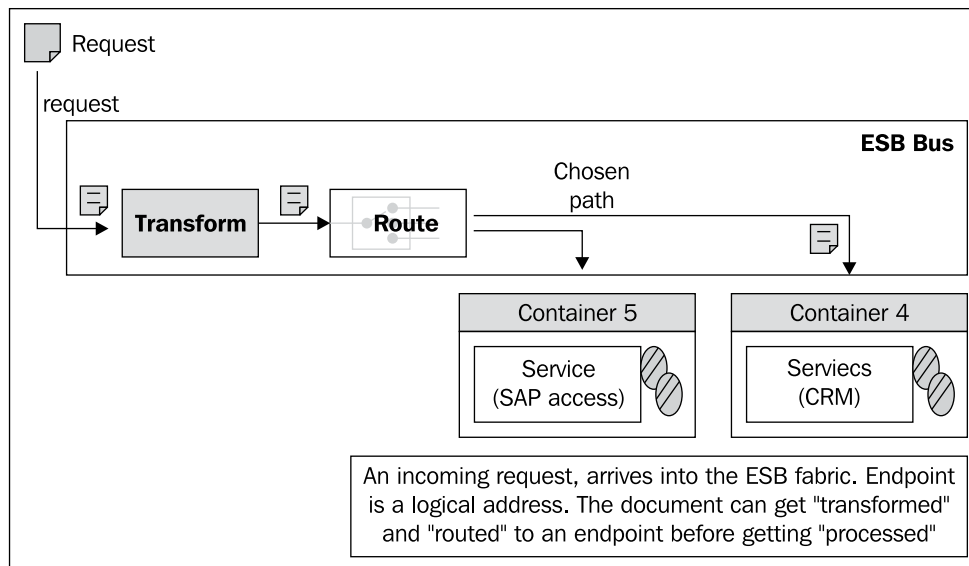 Request
request
ESB Bus
Chosen
path
Transform
Route
Container 5
Service
(SAP access)
Container 4
Serviecs
(CRM)
An incoming request, arrives into the ESB fabric. Endpoint
is a logical address. The document can get "transformed"
and "routed" to an endpoint before getting "processed"